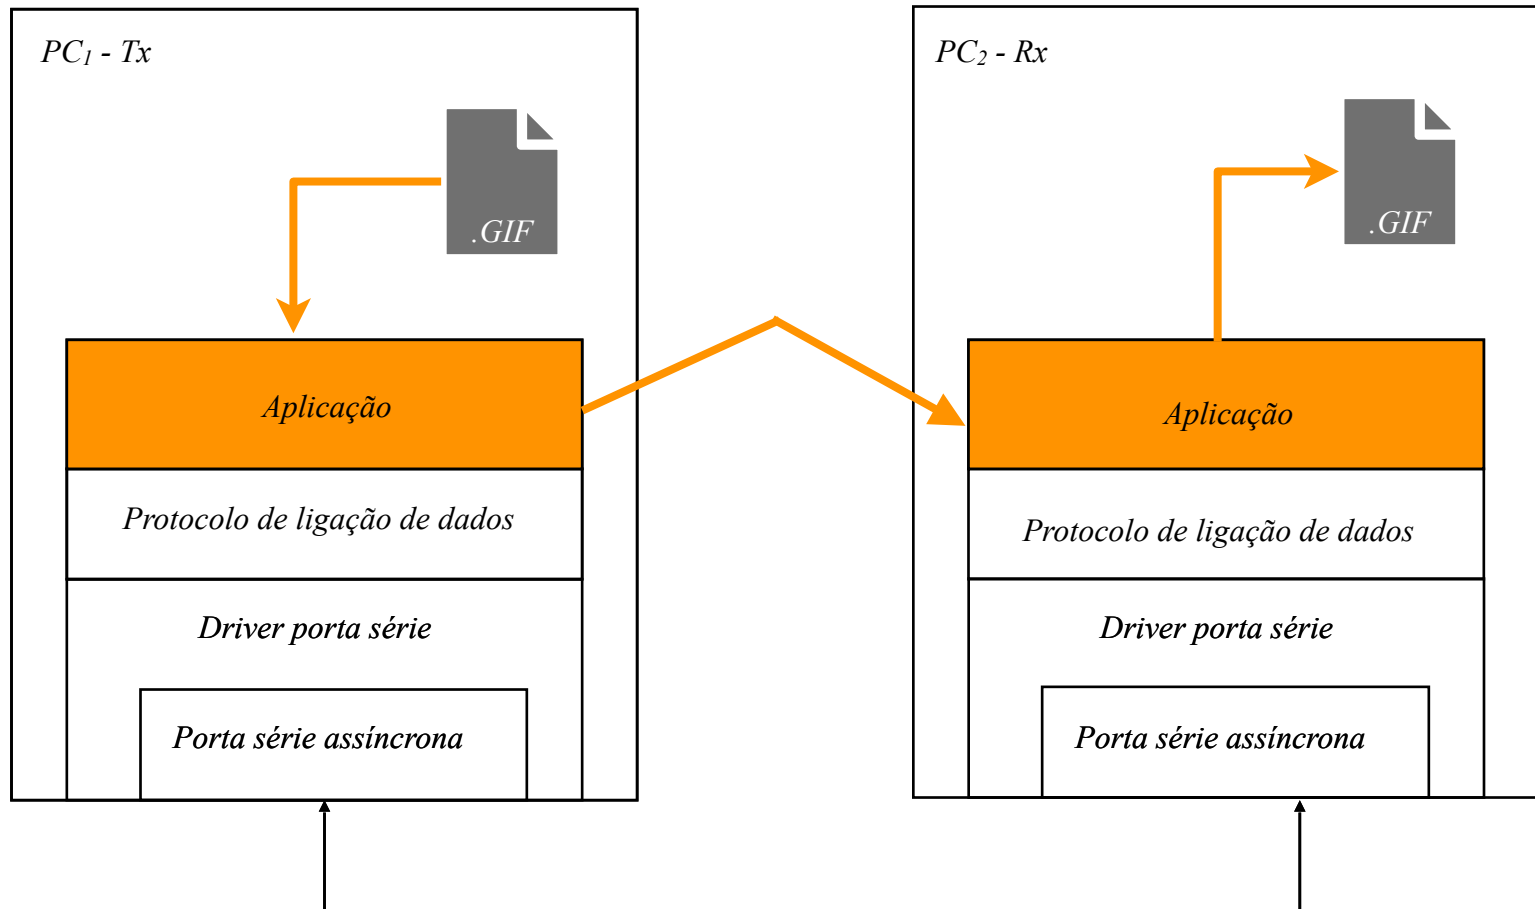 PC1 - Tx
.GIF
Aplicação
Protocolo de ligação de dados
Driver porta série
Porta série assíncrona
PC2 - Rx
.GIF
Aplicação
Protocolo de ligação de dados
Driver porta série
Porta série assíncrona